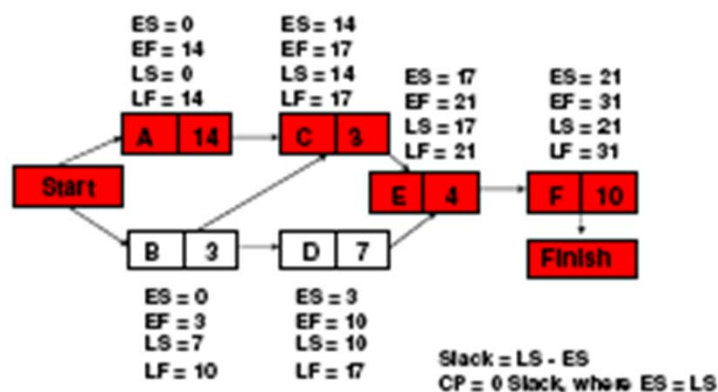 ES = 0
EF = 14
LS = 0
LF = 14
ES = 14
EF = 17
LS = 14
LF = 17
ES = 17
EF = 21
LS = 17
LF = 21
ES = 21
EF = 31
LS = 21
LF = 31
A 14
C 3
Start
E 4
F 10
B 3
D 7
Finish
ES = 0
EF = 3
LS = 7
LF = 10
ES = 3
EF = 10
LS = 10
LF = 17
Slack = LS - ES
CP = 0 Slack, where ES = LS